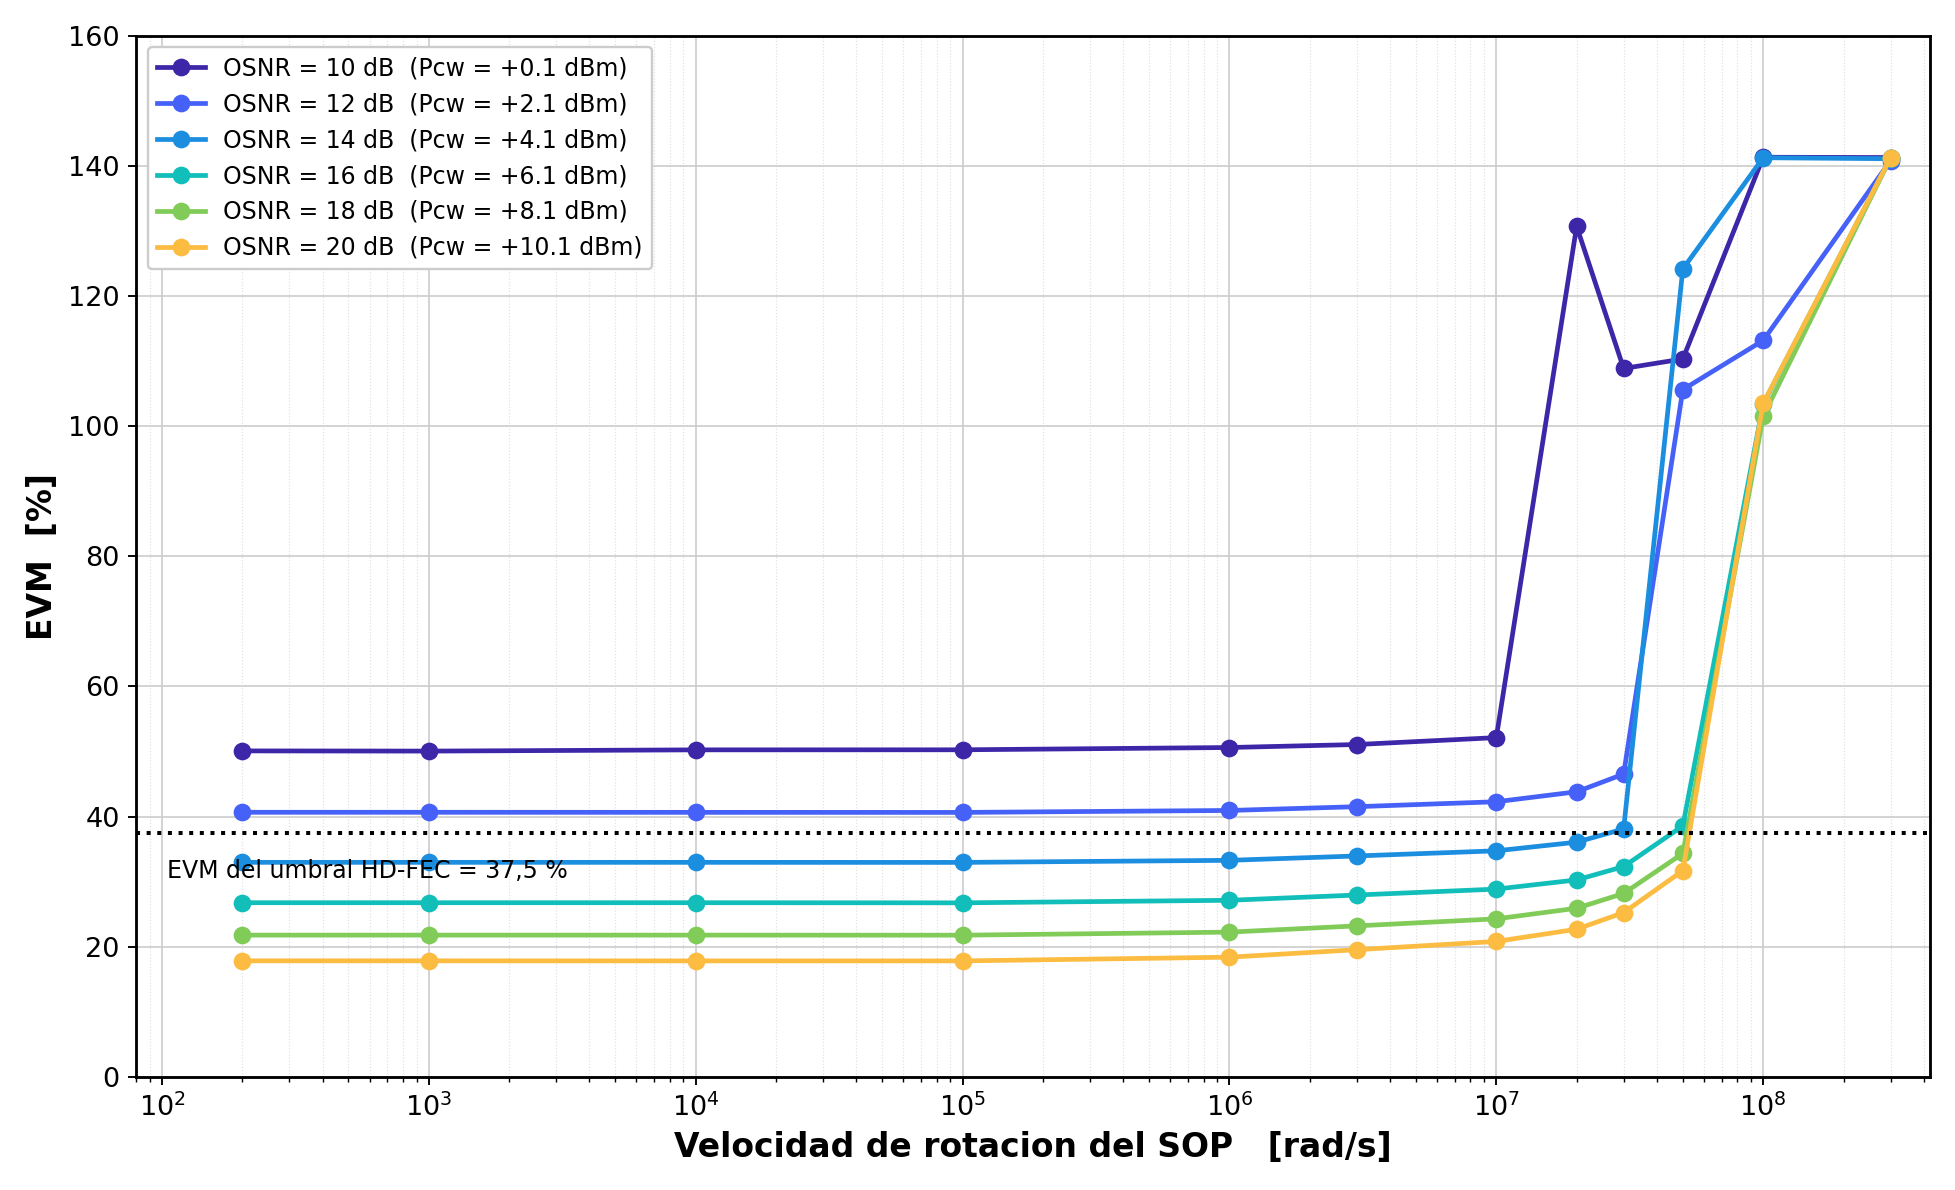 160
140
120
100
80
60
40
20
0
EVM [%]
OSNR = 10 dB (Pcw = +0.1 dBm)
OSNR = 12 dB (Pcw = +2.1 dBm)
OSNR = 14 dB (Pcw = +4.1 dBm)
OSNR = 16 dB (Pcw = +6.1 dBm)
OSNR = 18 dB (Pcw = +8.1 dBm)
OSNR = 20 dB (Pcw = +10.1 dBm)
EVM del umbral HD-FEC = 37,5 %
10² 10³ 10⁴ 10⁵ 10⁶ 10⁷ 10⁸
Velocidad de rotacion del SOP [rad/s]